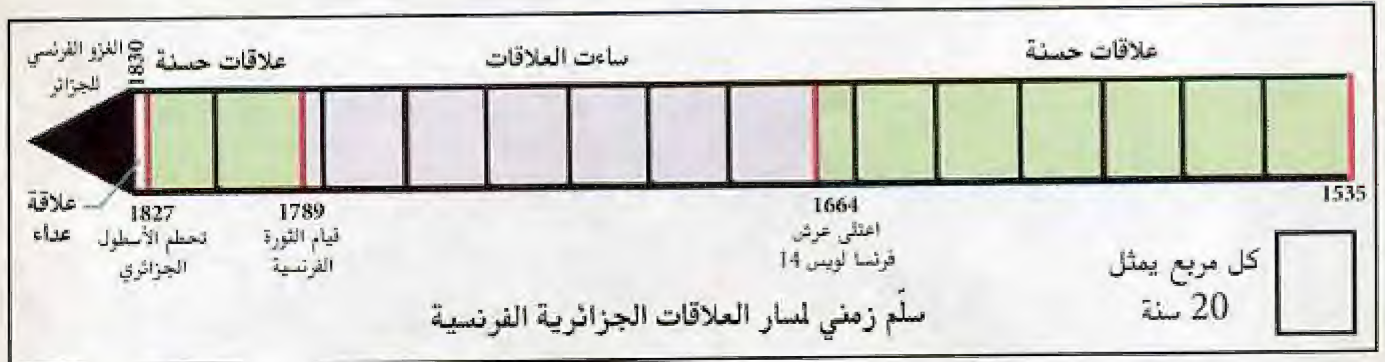 علاقات حسنة
ساءت العلاقات
علاقات حسنة
1830
الغزو الفرنسي
للجزائر
1535
1664
اعتلى عرش
فرنسا لويس 14
1789
قيام الثورة
الفرنسية
1827
تحطم الأسطول
الجزائري
علاقة
عداء
كل مربع يمثل
20 سنة
سلّم زمني لمسار العلاقات الجزائرية الفرنسية